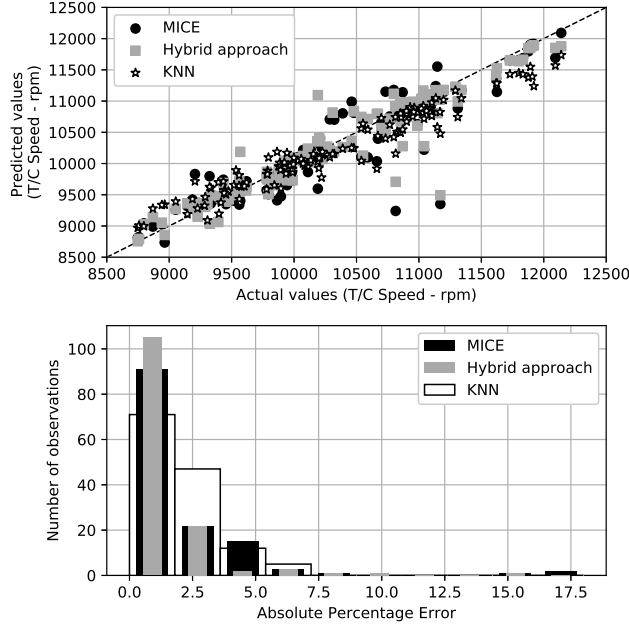 12500
12000
11500
11000
10500
10000
9500
9000
8500
Predicted values
(T/C Speed - rpm)
MICE
Hybrid approach
KNN
8500 9000 9500 10000 10500 11000 11500 12000 12500
Actual values (T/C Speed - rpm)
100
80
60
40
20
0
Number of observations
MICE
Hybrid approach
KNN
0.0 2.5 5.0 7.5 10.0 12.5 15.0 17.5
Absolute Percentage Error